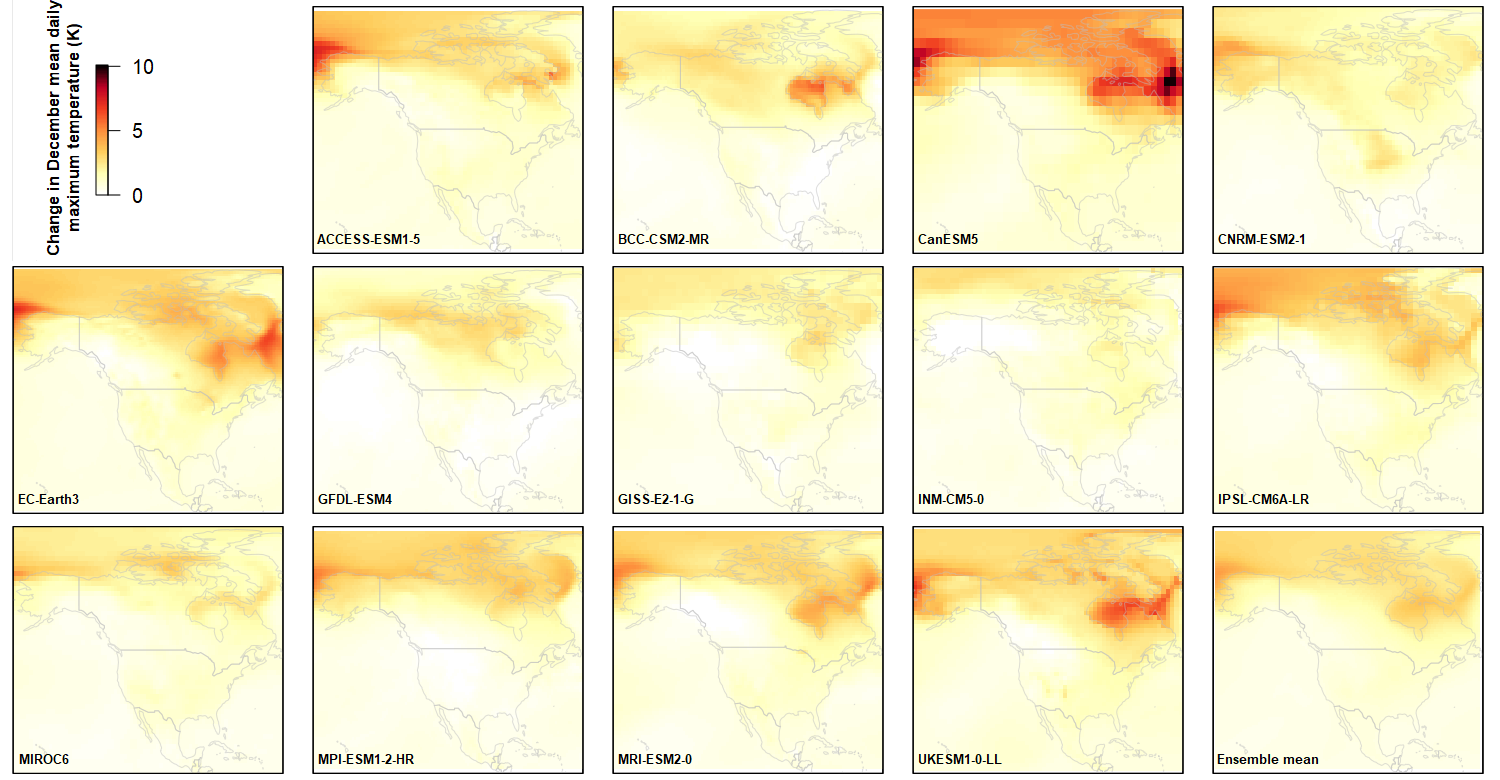 Change in December mean daily
maximum temperature (K)
10
5
0
ACCESS-ESM1-5
BCC-CSM2-MR
CanESM5
CNRM-ESM2-1
EC-Earth3
GFDL-ESM4
GISS-E2-1-G
INM-CM5-0
IPSL-CM6A-LR
MIROC6
MPI-ESM1-2-HR
MRI-ESM2-0
UKESM1-0-LL
Ensemble mean